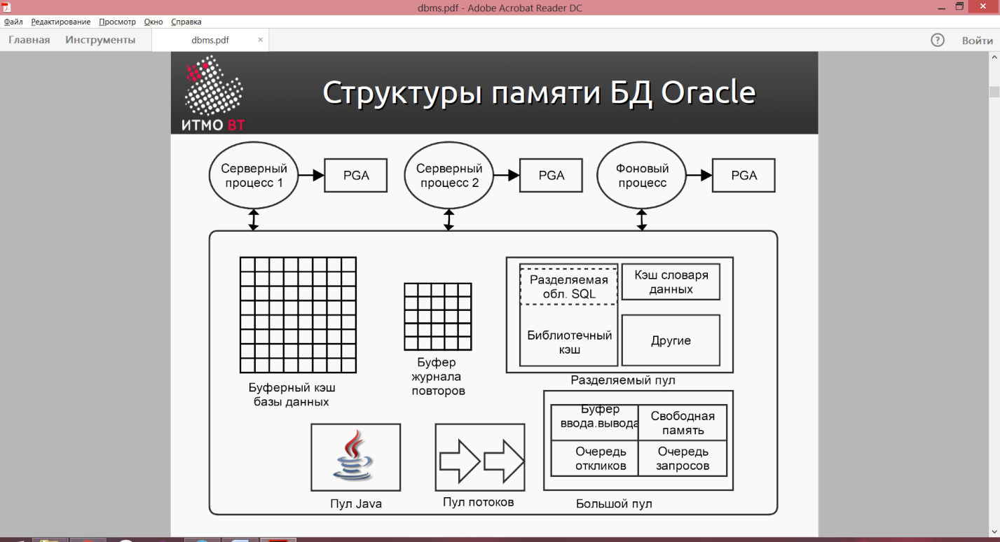 dbms.pdf - Adobe Acrobat Reader DC
Файл Редактирование Просмотр Окно Справка
Главная Инструменты dbms.pdf × ? Войти
ИТМО ВТ
Структуры памяти БД Oracle
Серверный
процесс 1
PGA
Серверный
процесс 2
PGA
Фоновый
процесс
PGA
Буферный кэш
базы данных
Буфер
журнала
повторов
Разделяемая
обл. SQL
Библиотечный
кэш
Кэш словаря
данных
Другие
Разделяемый пул
Пул Java
Пул потоков
Буфер
ввода.вывода
Свободная
память
Очередь
откликов
Очередь
запросов
Большой пул